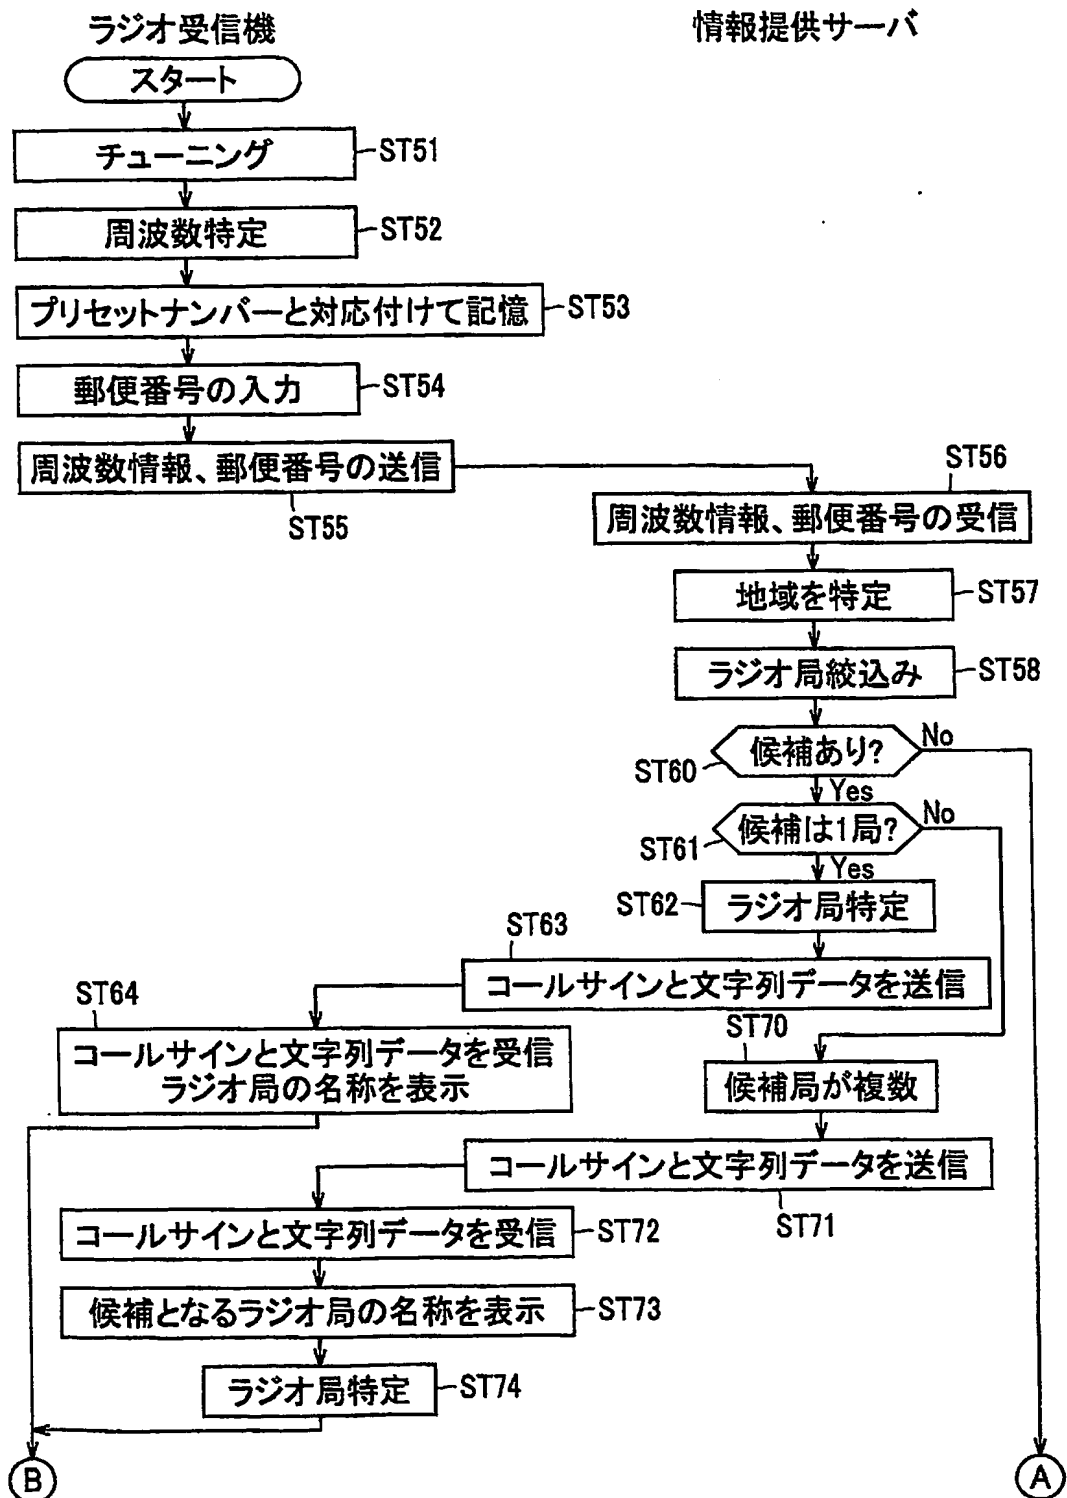 ラジオ受信機
情報提供サーバ
スタート
チューニング
ST51
周波数特定
ST52
プリセットナンバーと対応付けて記憶
ST53
郵便番号の入力
ST54
周波数情報、郵便番号の送信
ST55
ST56
周波数情報、郵便番号の受信
地域を特定
ST57
ラジオ局絞込み
ST58
候補あり?
No
ST60
Yes
候補は1局?
No
ST61
Yes
ST62
ラジオ局特定
ST63
コールサインと文字列データを送信
ST64
コールサインと文字列データを受信
ラジオ局の名称を表示
ST70
候補局が複数
コールサインと文字列データを送信
ST71
コールサインと文字列データを受信
ST72
候補となるラジオ局の名称を表示
ST73
ラジオ局特定
ST74
B
A